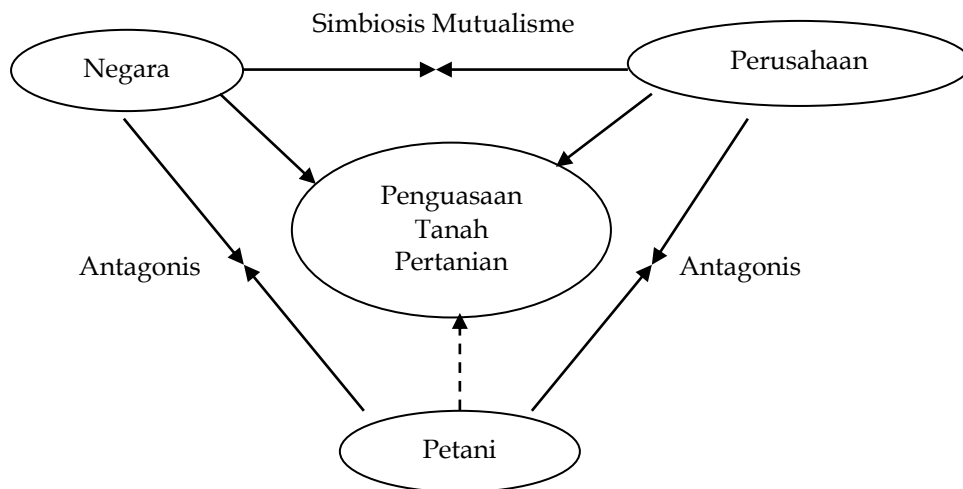 Simbiosis Mutualisme
Negara
Perusahaan
Penguasaan
Tanah
Pertanian
Antagonis
Antagonis
Petani